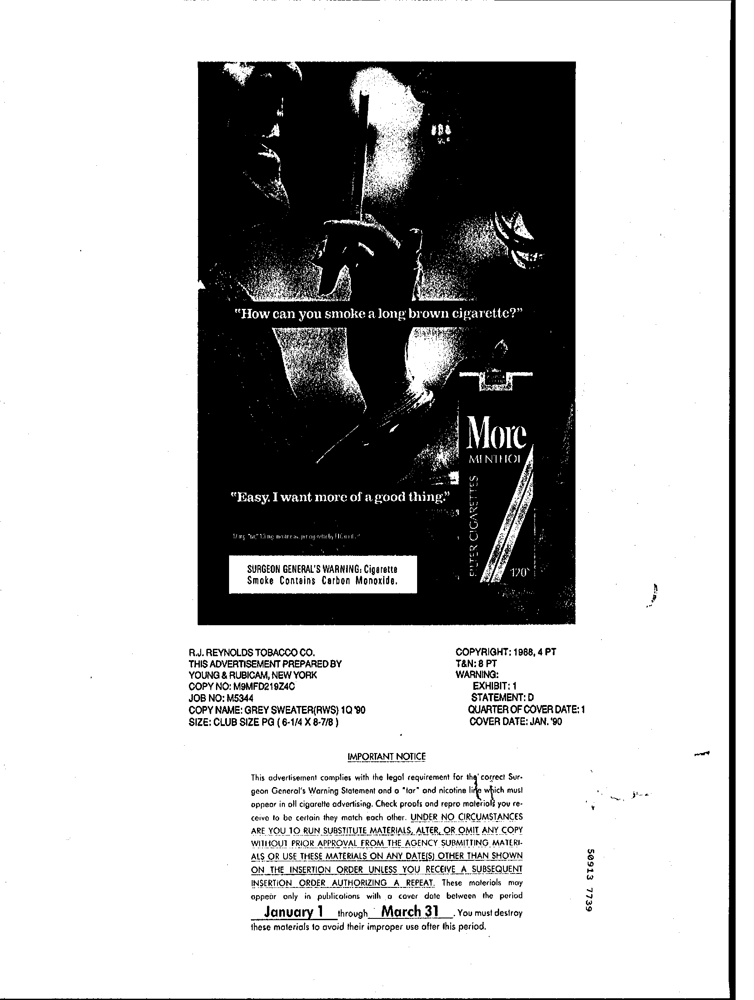 "How can you smoke a long brown cigarette?"
More
MENTHOL
FILTER CIGARETTES
120's
"Easy. I want more of a good thing."
SURGEON GENERAL'S WARNING: Cigarette
Smoke Contains Carbon Monoxide.
R.J. REYNOLDS TOBACCO CO.
THIS ADVERTISEMENT PREPARED BY
YOUNG & RUBICAM, NEW YORK
COPY NO: M9MFD219Z4C
JOB NO: M5344
COPY NAME: GREY SWEATER(RWS) 1Q '90
SIZE: CLUB SIZE PG ( 6-1/4 X 8-7/8 )
COPYRIGHT: 1988, 4 PT
T&N: 8 PT
WARNING:
EXHIBIT: 1
STATEMENT: D
QUARTER OF COVER DATE: 1
COVER DATE: JAN. '90
IMPORTANT NOTICE
This advertisement complies with the legal requirement for the correct Sur-
geon General's Warning Statement and a "tar" and nicotine line which must
appear in all cigarette advertising. Check proofs and repro materials you re-
ceive to be certain they match each other. UNDER NO CIRCUMSTANCES
ARE YOU TO RUN SUBSTITUTE MATERIALS, ALTER, OR OMIT ANY COPY
WITHOUT PRIOR APPROVAL FROM THE AGENCY SUBMITTING MATERI-
ALS OR USE THESE MATERIALS ON ANY DATE(S) OTHER THAN SHOWN
ON THE INSERTION ORDER UNLESS YOU RECEIVE A SUBSEQUENT
INSERTION ORDER AUTHORIZING A REPEAT. These materials may
appear only in publications with a cover date between the period
January 1 through March 31. You must destroy
these materials to avoid their improper use after this period.
50913 7739